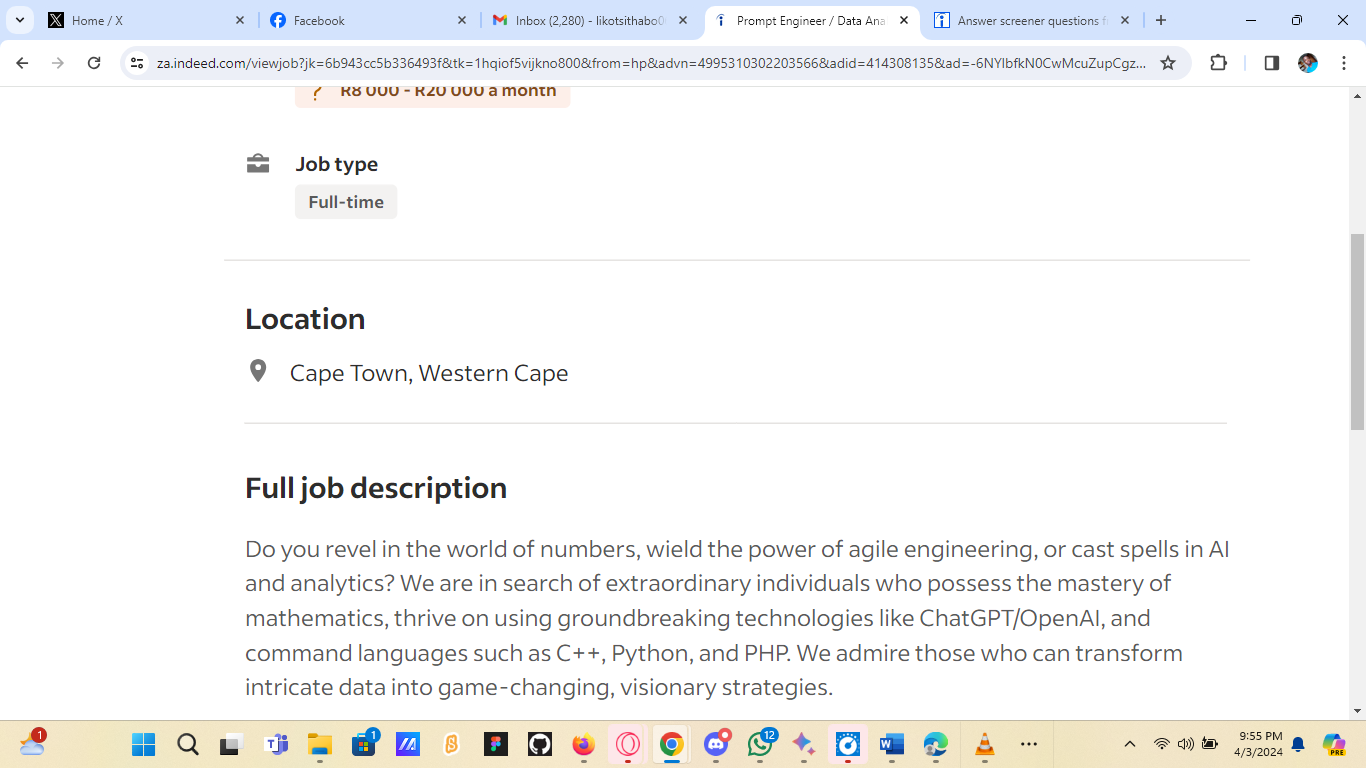 Home / X
Facebook
Inbox (2,280) - likotsithabo0
Prompt Engineer / Data Ana
Answer screener questions f
za.indeed.com/viewjob?jk=6b943cc5b336493f&tk=1hqiof5vijkno800&from=hp&advn=4995310302203566&adid=414308135&ad=-6NYlbfkN0CwMcuZupCgz...
R8 000 - R20 000 a month
Job type
Full-time
Location
Cape Town, Western Cape
Full job description
Do you revel in the world of numbers, wield the power of agile engineering, or cast spells in AI
and analytics? We are in search of extraordinary individuals who possess the mastery of
mathematics, thrive on using groundbreaking technologies like ChatGPT/OpenAI, and
command languages such as C++, Python, and PHP. We admire those who can transform
intricate data into game-changing, visionary strategies.
1
1
12
9:55 PM
4/3/2024
PRE